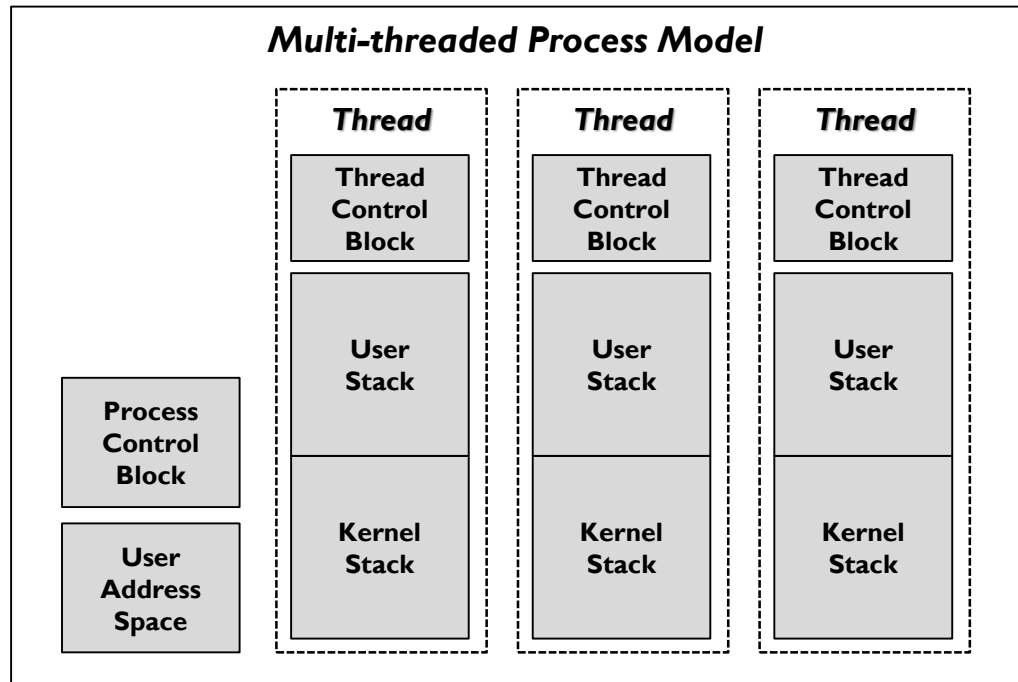 Multi-threaded Process Model
Thread
Thread
Control
Block
User
Stack
Kernel
Stack
Thread
Thread
Control
Block
User
Stack
Kernel
Stack
Thread
Thread
Control
Block
User
Stack
Kernel
Stack
Process
Control
Block
User
Address
Space